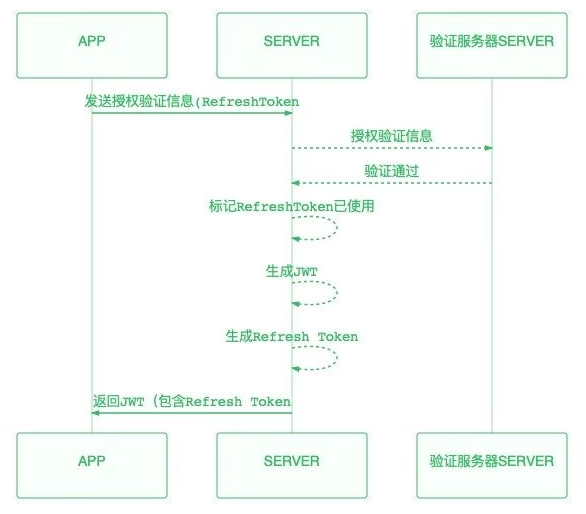 APP
SERVER
验证服务器SERVER
发送授权验证信息(RefreshToken
授权验证信息
验证通过
标记RefreshToken已使用
生成JWT
生成Refresh Token
返回JWT（包含Refresh Token
APP
SERVER
验证服务器SERVER